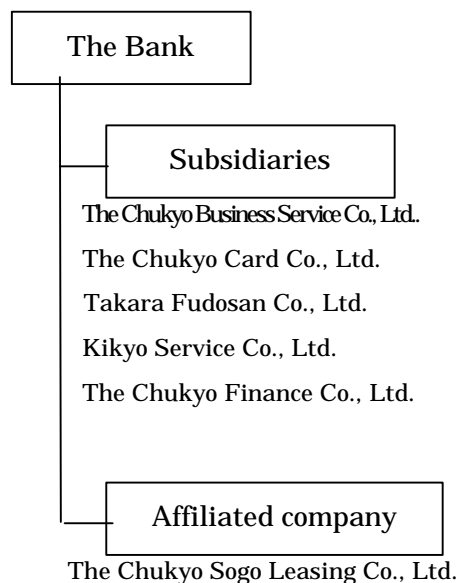 The Bank
Subsidiaries
The Chukyo Business Service Co., Ltd..
The Chukyo Card Co., Ltd.
Takara Fudosan Co., Ltd.
Kikyo Service Co., Ltd.
The Chukyo Finance Co., Ltd.
Affiliated company
The Chukyo Sogo Leasing Co., Ltd.